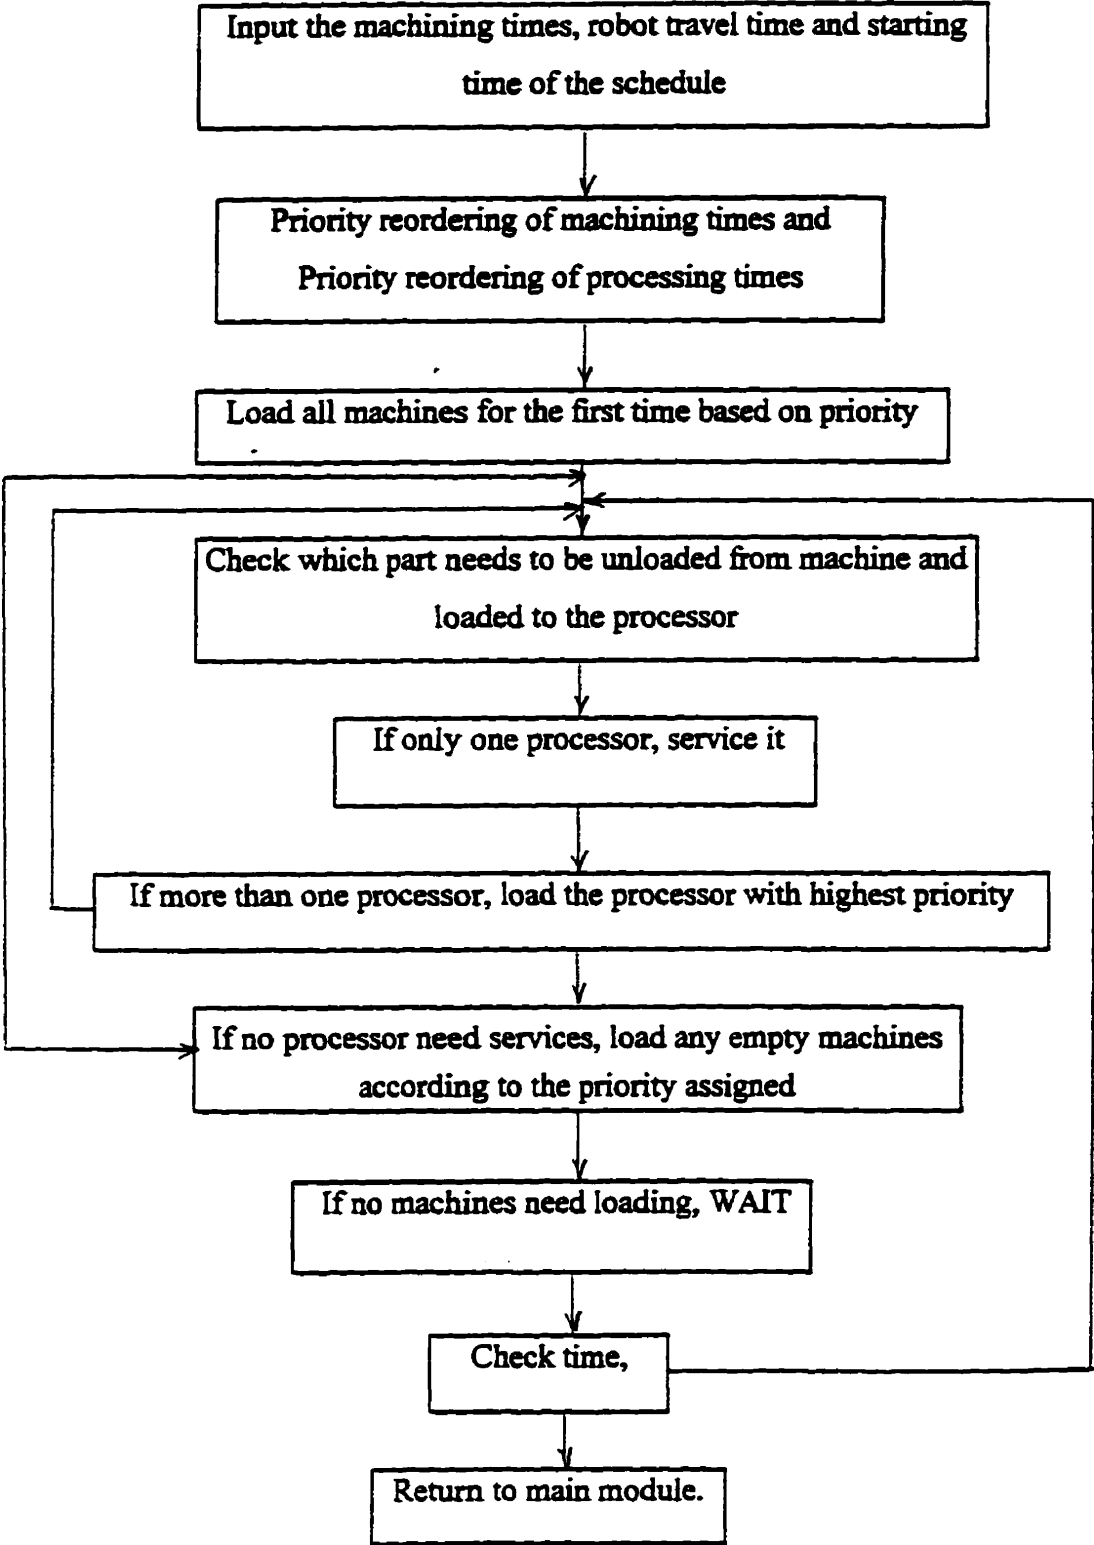 Input the machining times, robot travel time and starting
time of the schedule
Priority reordering of machining times and
Priority reordering of processing times
Load all machines for the first time based on priority
Check which part needs to be unloaded from machine and
loaded to the processor
If only one processor, service it
If more than one processor, load the processor with highest priority
If no processor need services, load any empty machines
according to the priority assigned
If no machines need loading, WAIT
Check time,
Return to main module.